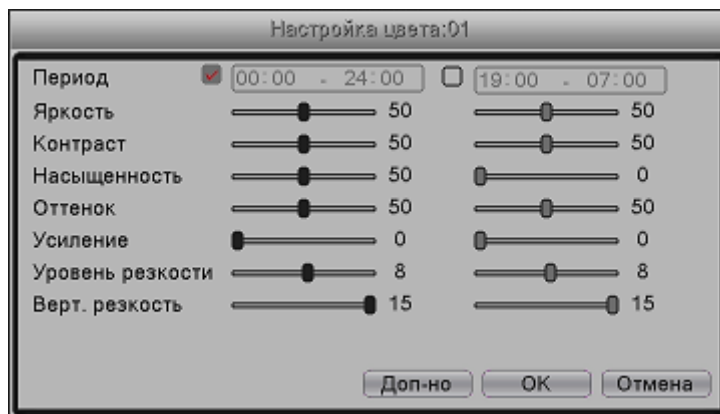 Настройка цвета:01
Период 00:00 - 24:00 19:00 - 07:00
Яркость 50 50
Контраст 50 50
Насыщенность 50 0
Оттенок 50 50
Усиление 0 0
Уровень резкости 8 8
Верт. резкость 15 15
Доп-но OK Отмена